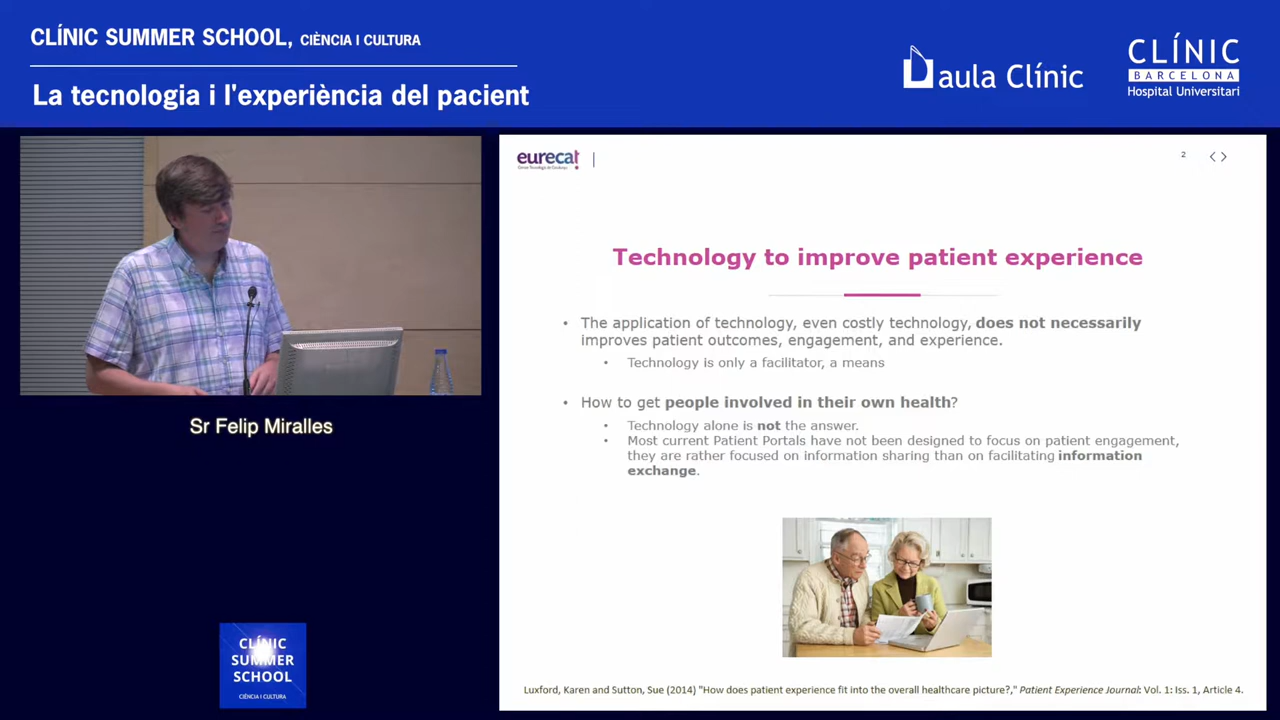 CLÍNIC SUMMER SCHOOL, CIÈNCIA I CULTURA
La tecnologia i l'experiència del pacient
aula Clínic
CLÍNIC
BARCELONA
Hospital Universitari
eurecat
Centre Tecnològic de Catalunya
2
Technology to improve patient experience
• The application of technology, even costly technology, does not necessarily
improves patient outcomes, engagement, and experience.
• Technology is only a facilitator, a means
• How to get people involved in their own health?
• Technology alone is not the answer.
• Most current Patient Portals have not been designed to focus on patient engagement,
they are rather focused on information sharing than on facilitating information
exchange.
Luxford, Karen and Sutton, Sue (2014) "How does patient experience fit into the overall healthcare picture?," Patient Experience Journal: Vol. 1: Iss. 1, Article 4.
Sr Felip Miralles
CLÍNIC
SUMMER
SCHOOL
CIÈNCIA I CULTURA